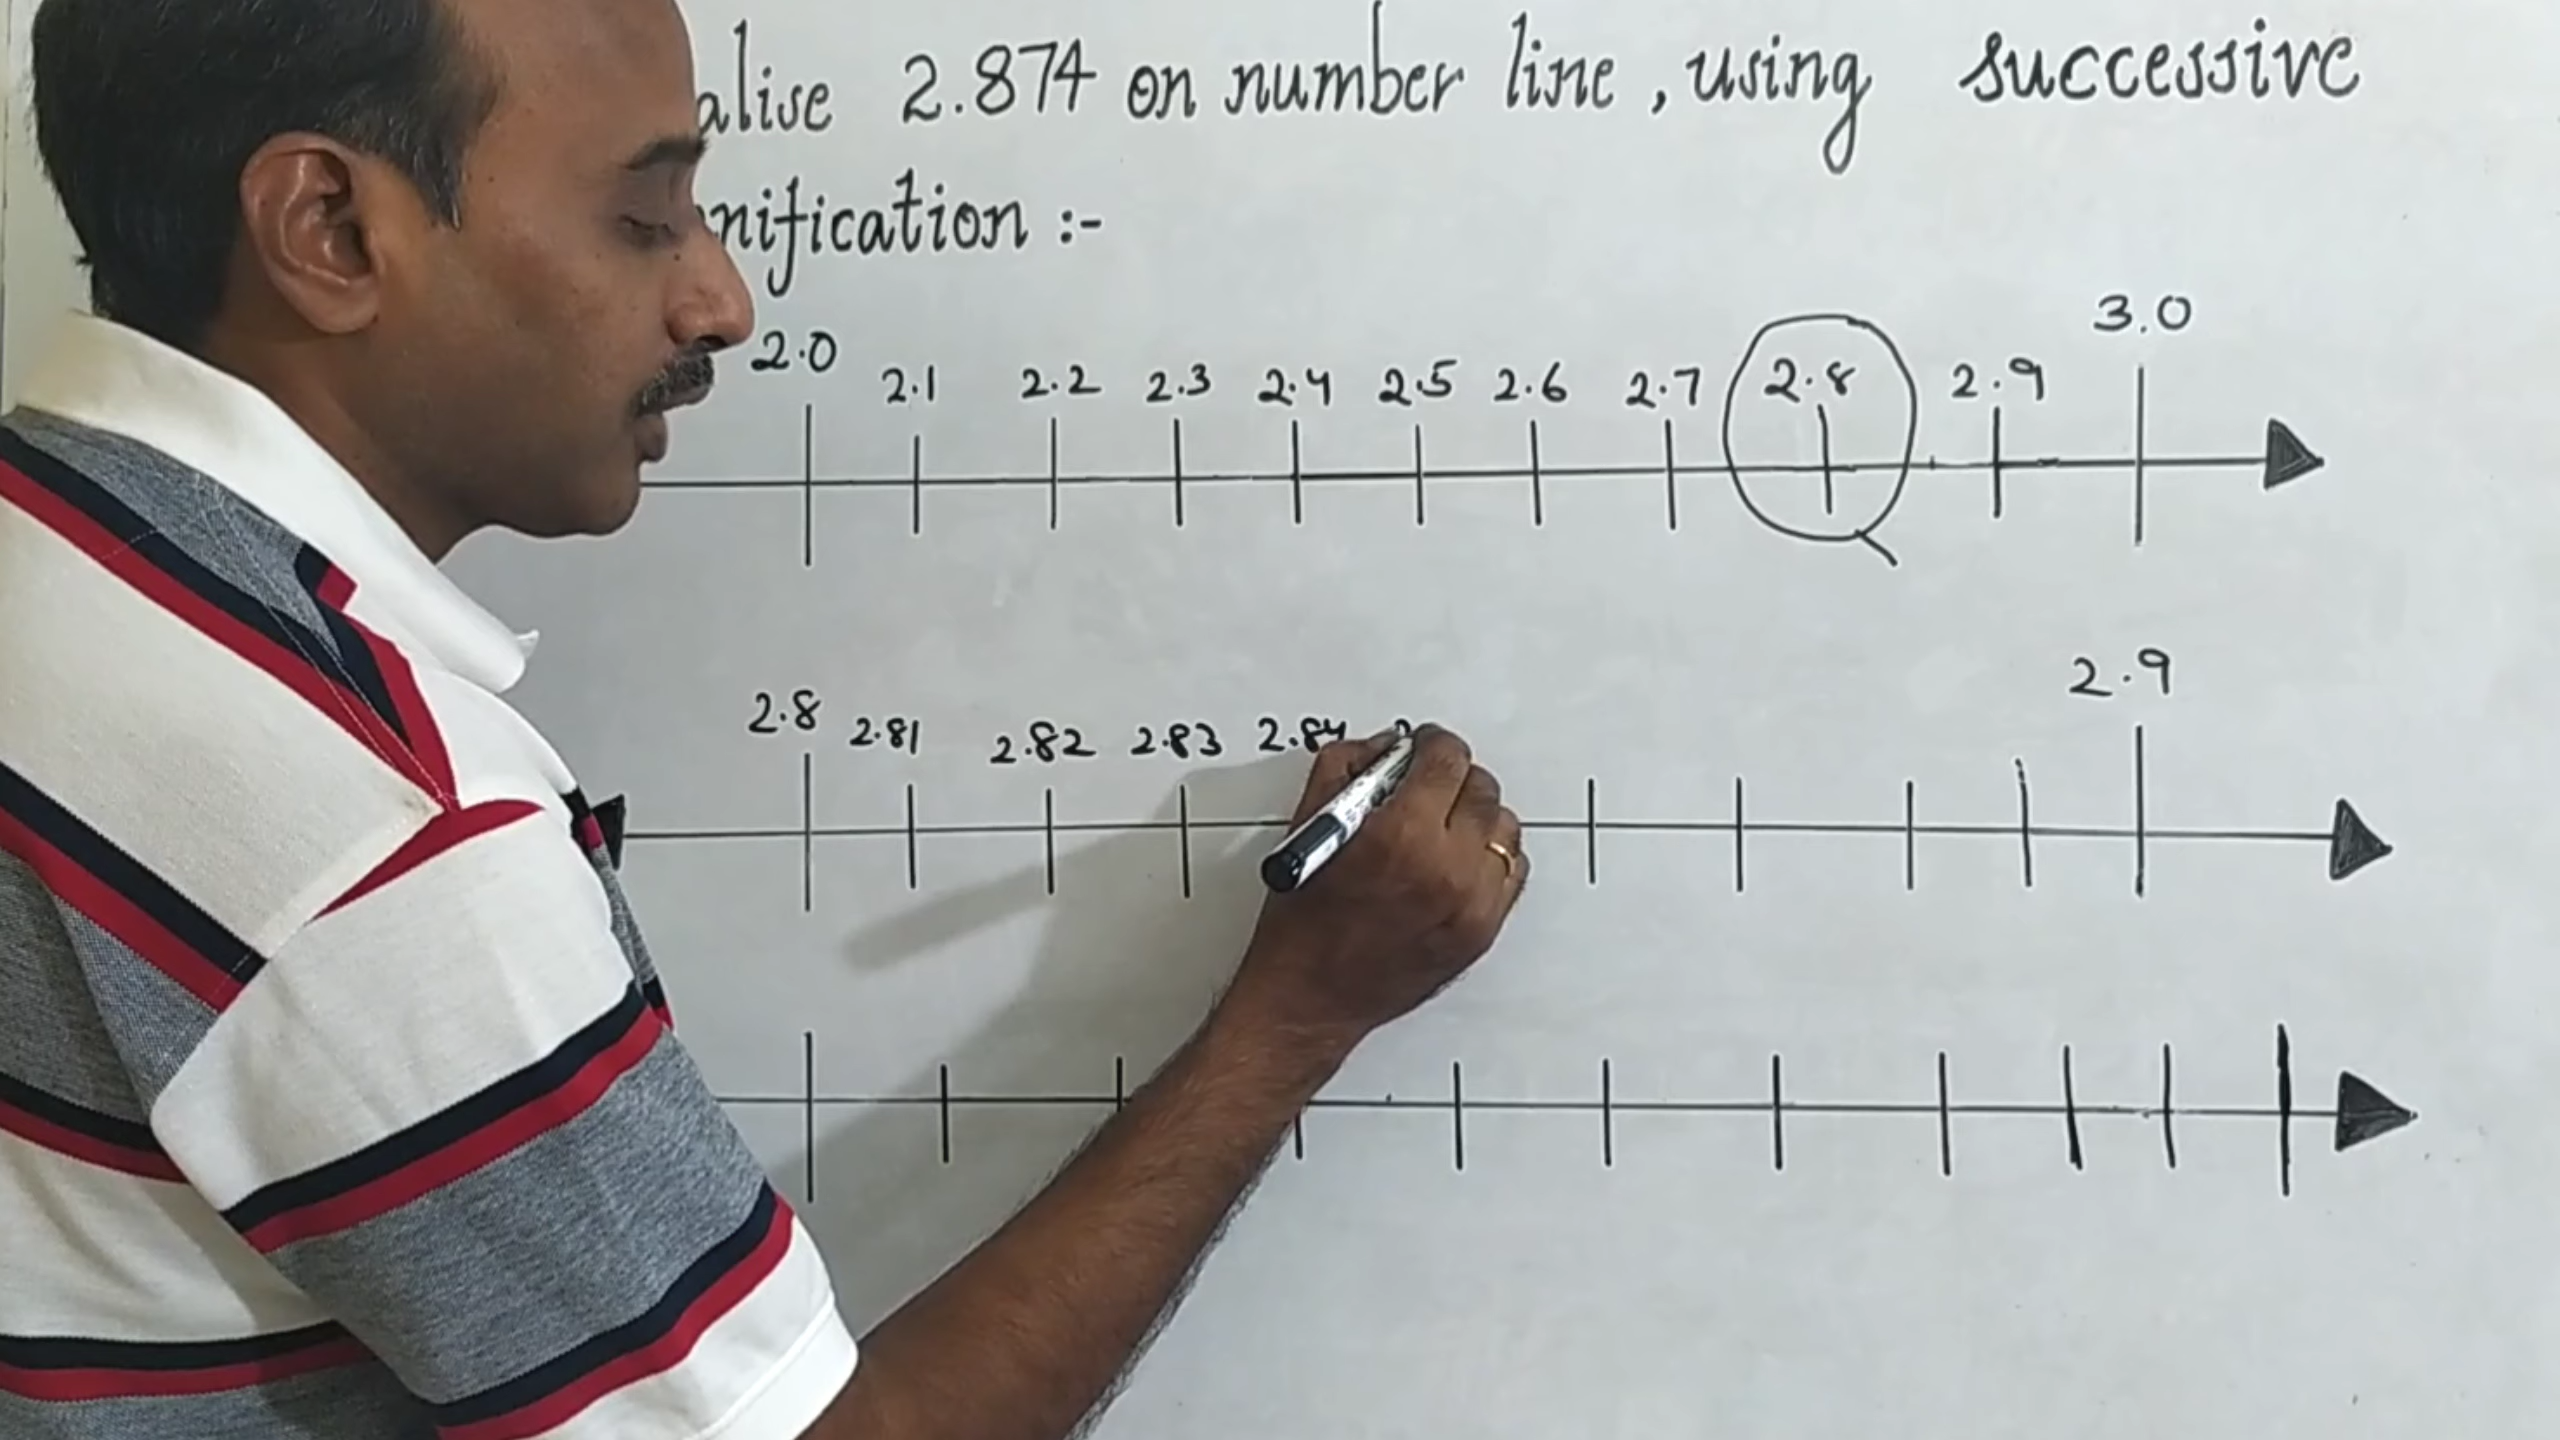 alise 2.874 on number line, using successive
nification :-
2.0 2.1 2.2 2.3 2.4 2.5 2.6 2.7 2.8 2.9 3.0
2.8 2.81 2.82 2.83 2.84 2.9